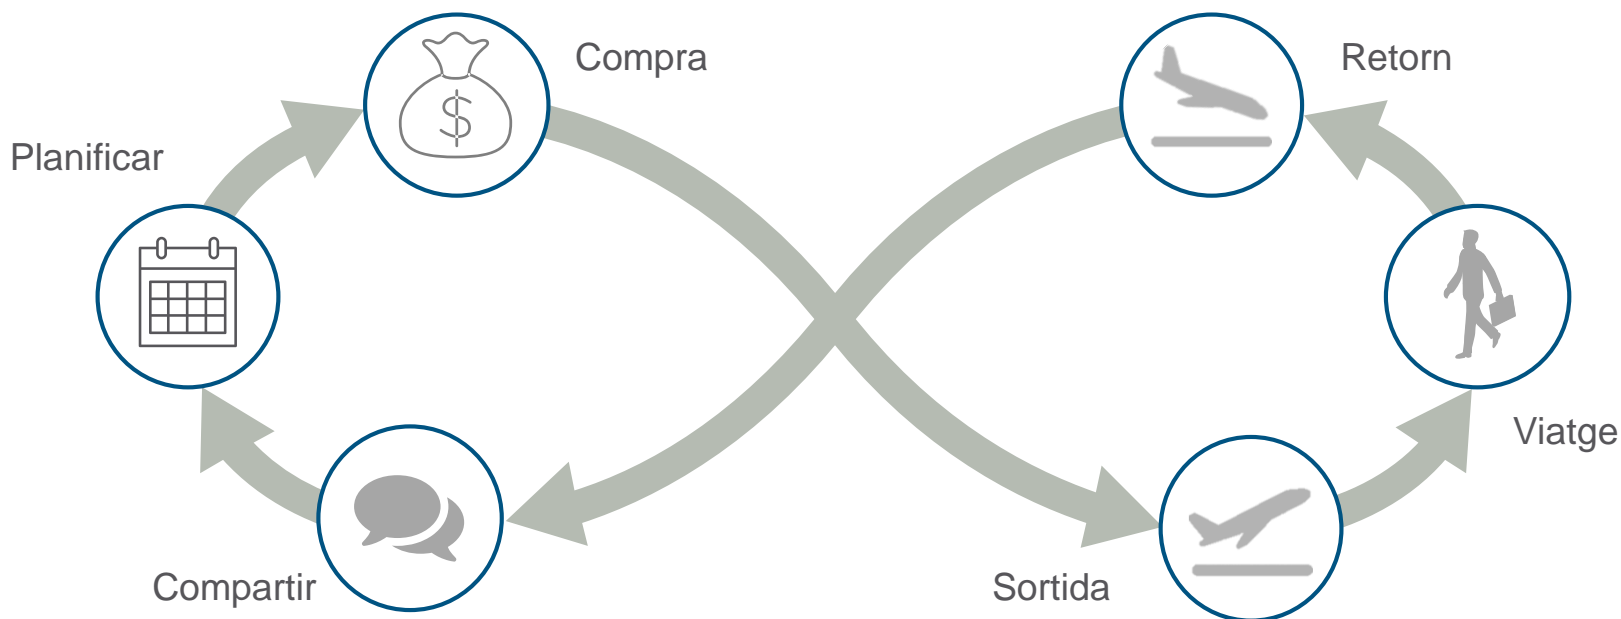 Compra
Retorn
Planificar
Viatge
Compartir
Sortida